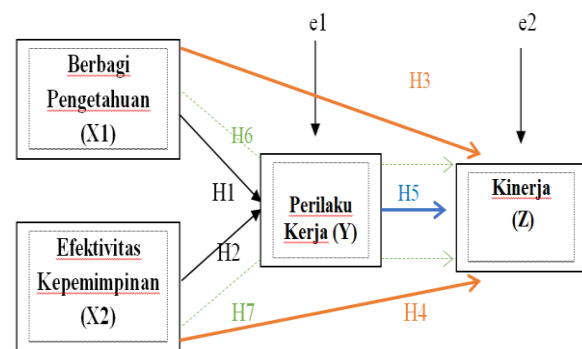 e1
e2
Berbagi
Pengetahuan
(X1)
H3
H6
H1
Perilaku
Kerja (Y)
H5
Kinerja
(Z)
Efektivitas
Kepemimpinan
(X2)
H2
H7
H4